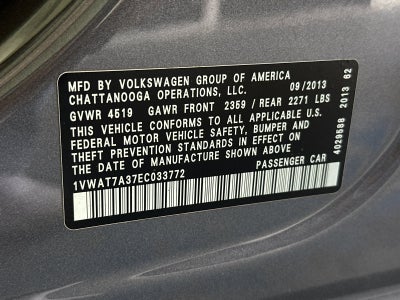 MFD BY VOLKSWAGEN GROUP OF AMERICA 09/2013
CHATTANOOGA OPERATIONS, LLC.
GVWR 4519 GAWR FRONT 2359 / REAR 2271 LBS
THIS VEHICLE CONFORMS TO ALL APPLICABLE U.S.
FEDERAL MOTOR VEHICLE SAFETY, BUMPER AND
THEFT PREVENTION STANDARDS IN EFFECT ON
THE DATE OF MANUFACTURE SHOWN ABOVE
1VWAT7A37EC033772 PASSENGER CAR
4029588 2013 62